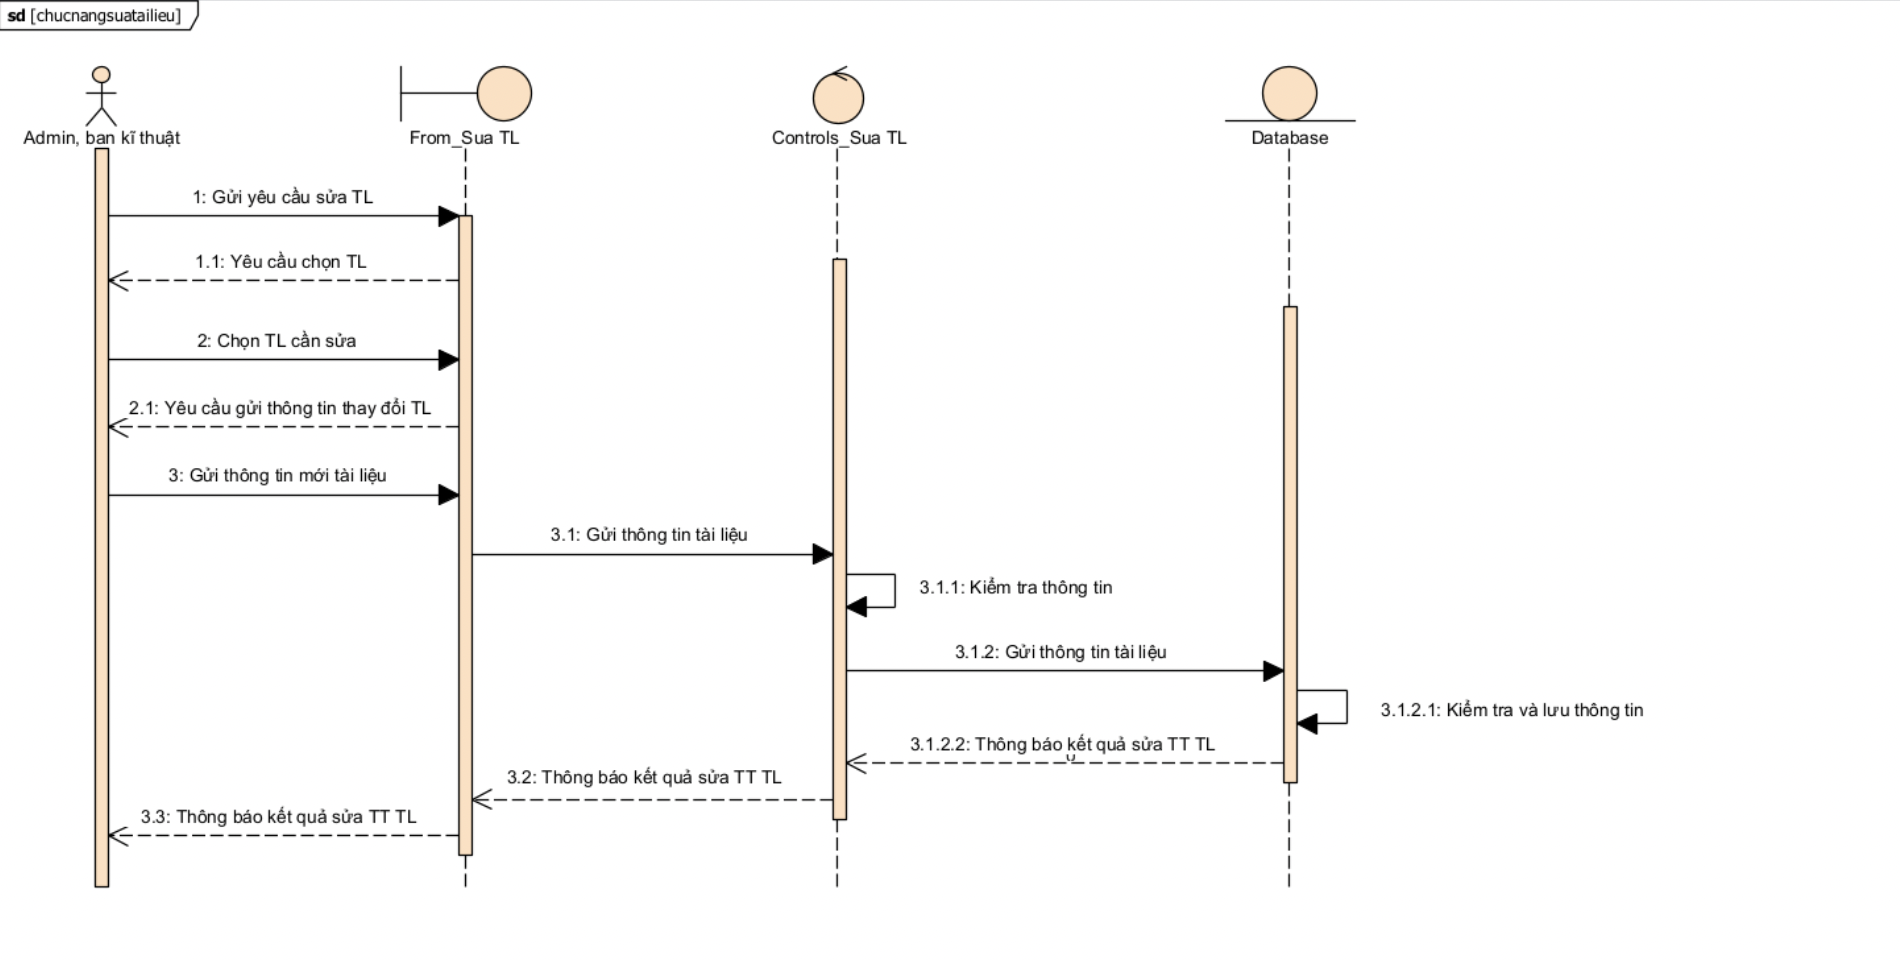 sd [chucnangsuatailieu]
Admin, ban kĩ thuật
From_Sua TL
Controls_Sua TL
Database
1: Gửi yêu cầu sửa TL
1.1: Yêu cầu chọn TL
2: Chọn TL cần sửa
2.1: Yêu cầu gửi thông tin thay đổi TL
3: Gửi thông tin mới tài liệu
3.1: Gửi thông tin tài liệu
3.1.1: Kiểm tra thông tin
3.1.2: Gửi thông tin tài liệu
3.1.2.1: Kiểm tra và lưu thông tin
3.1.2.2: Thông báo kết quả sửa TT TL
3.2: Thông báo kết quả sửa TT TL
3.3: Thông báo kết quả sửa TT TL